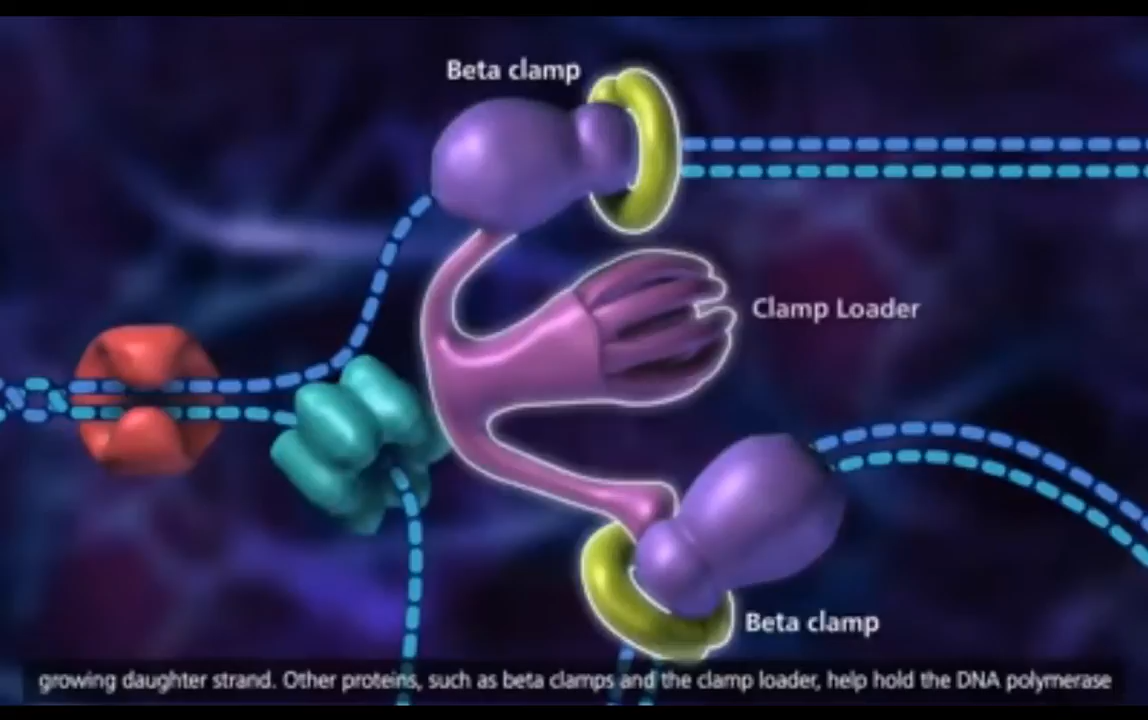 Beta clamp
Clamp Loader
Beta clamp
growing daughter strand. Other proteins, such as beta clamps and the clamp loader, help hold the DNA polymerase